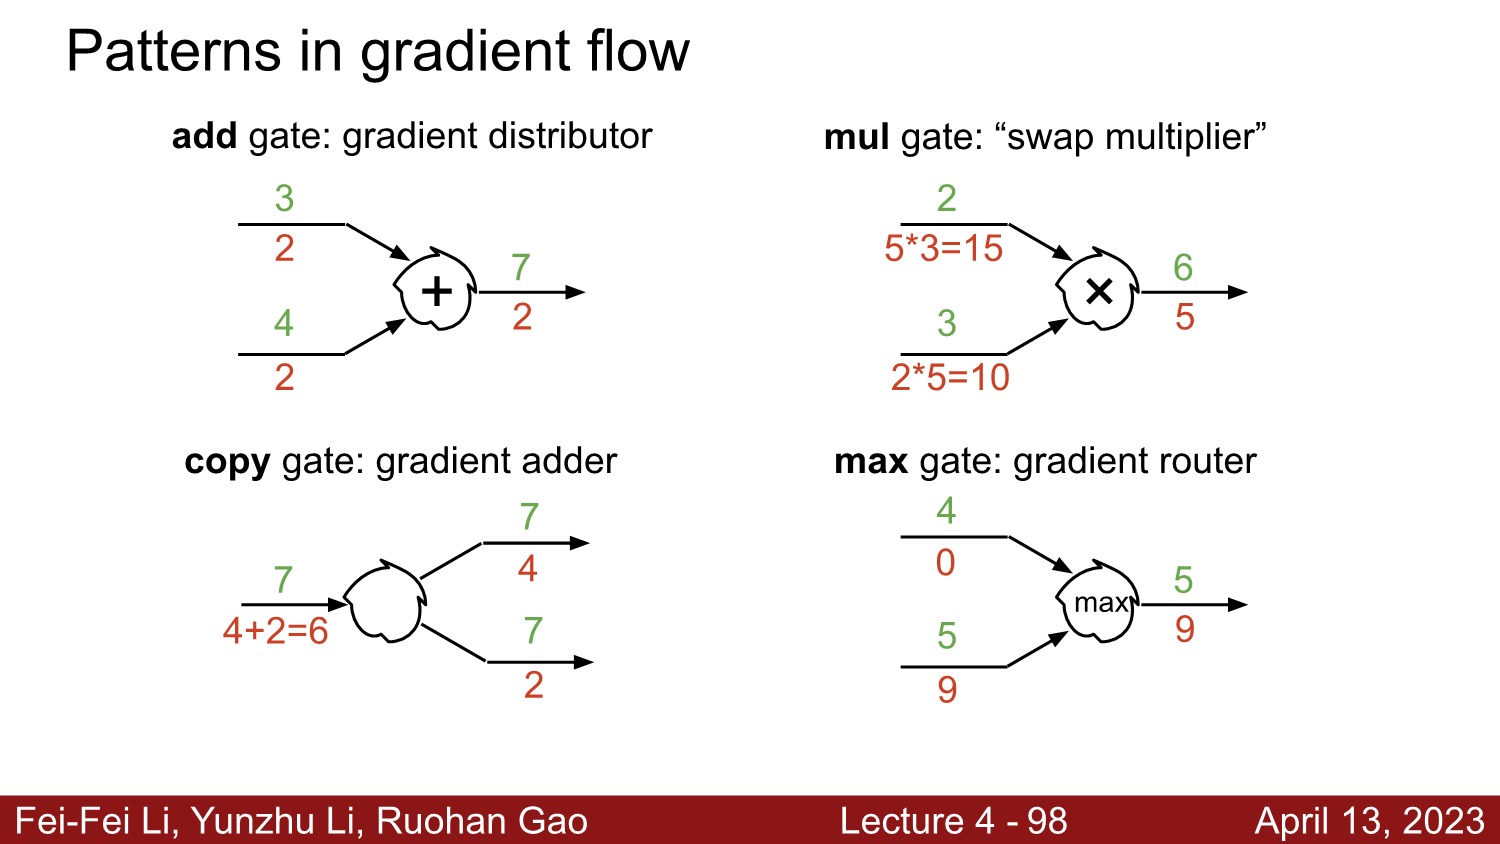 Patterns in gradient flow
add gate: gradient distributor
3
2
4
2
+
7
2
mul gate: “swap multiplier”
2
5*3=15
3
2*5=10
×
6
5
copy gate: gradient adder
7
4+2=6
7
4
7
2
max gate: gradient router
4
0
5
9
max
5
9
Fei-Fei Li, Yunzhu Li, Ruohan Gao
Lecture 4 - 98
April 13, 2023